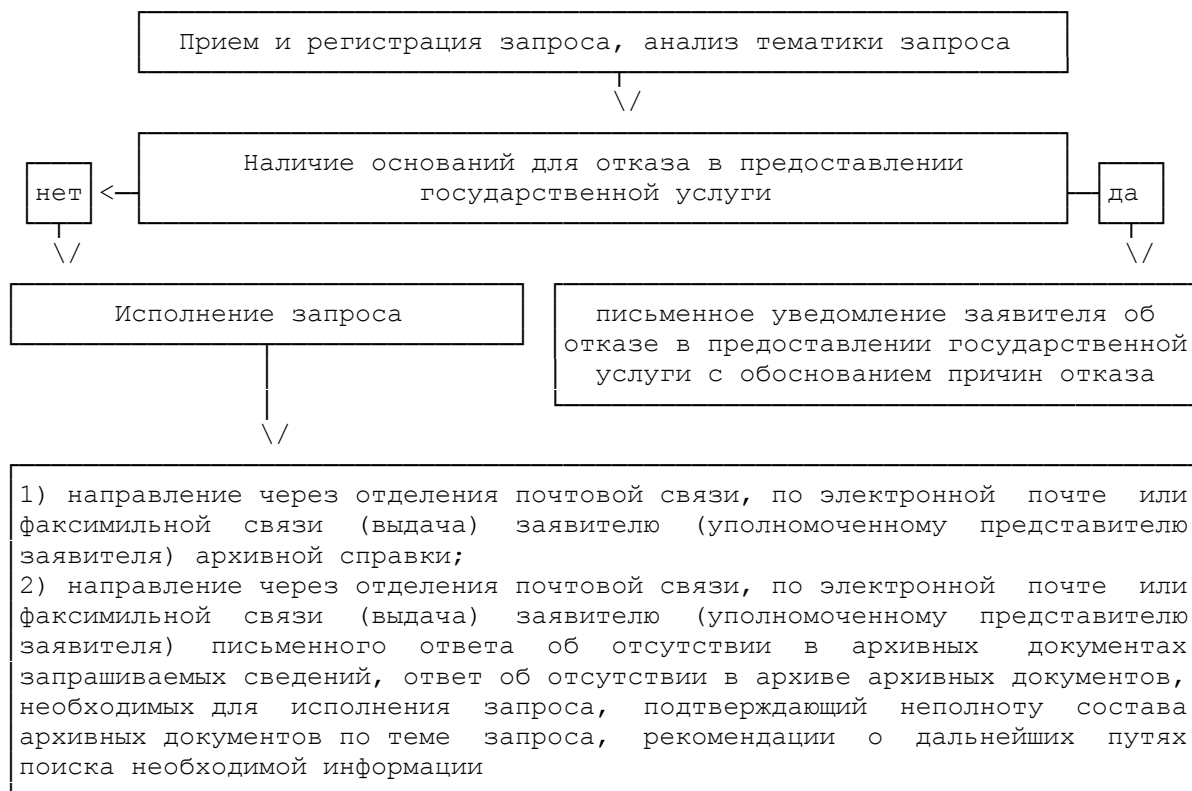 Прием и регистрация запроса, анализ тематики запроса
Наличие оснований для отказа в предоставлении
государственной услуги
нет
да
Исполнение запроса
письменное уведомление заявителя об
отказе в предоставлении государственной
услуги с обоснованием причин отказа
1) направление через отделения почтовой связи, по электронной почте или
факсимильной связи (выдача) заявителю (уполномоченному представителю
заявителя) архивной справки;
2) направление через отделения почтовой связи, по электронной почте или
факсимильной связи (выдача) заявителю (уполномоченному представителю
заявителя) письменного ответа об отсутствии в архивных документах
запрашиваемых сведений, ответ об отсутствии в архиве архивных документов,
необходимых для исполнения запроса, подтверждающий неполноту состава
архивных документов по теме запроса, рекомендации о дальнейших путях
поиска необходимой информации